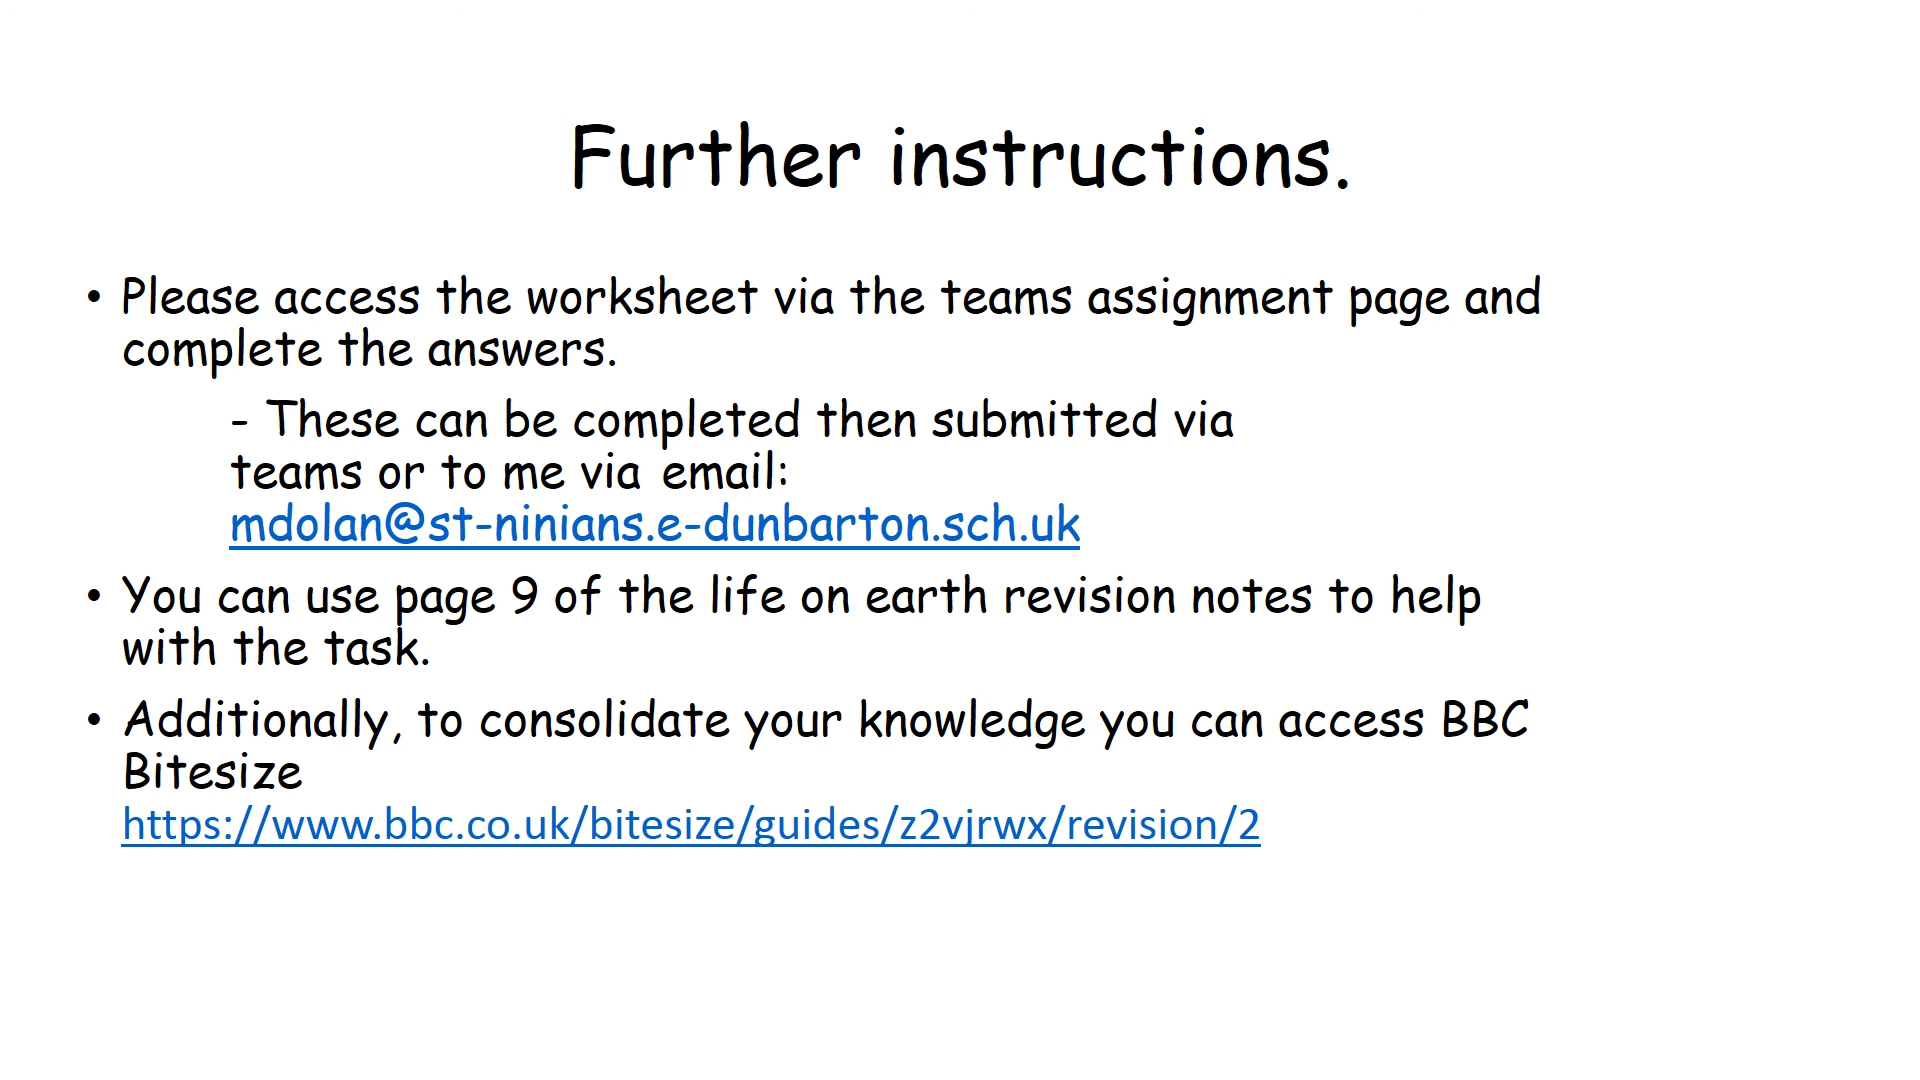 Further instructions.
• Please access the worksheet via the teams assignment page and
complete the answers.
- These can be completed then submitted via
teams or to me via email:
mdolan@st-ninians.e-dunbarton.sch.uk
• You can use page 9 of the life on earth revision notes to help
with the task.
• Additionally, to consolidate your knowledge you can access BBC
Bitesize
https://www.bbc.co.uk/bitesize/guides/z2vjrwx/revision/2